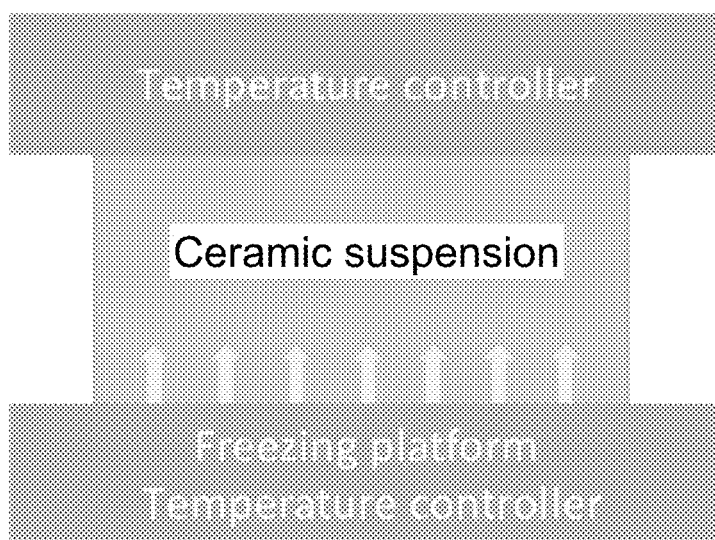 Temperature controller
Ceramic suspension
Freezing platform
Temperature controller